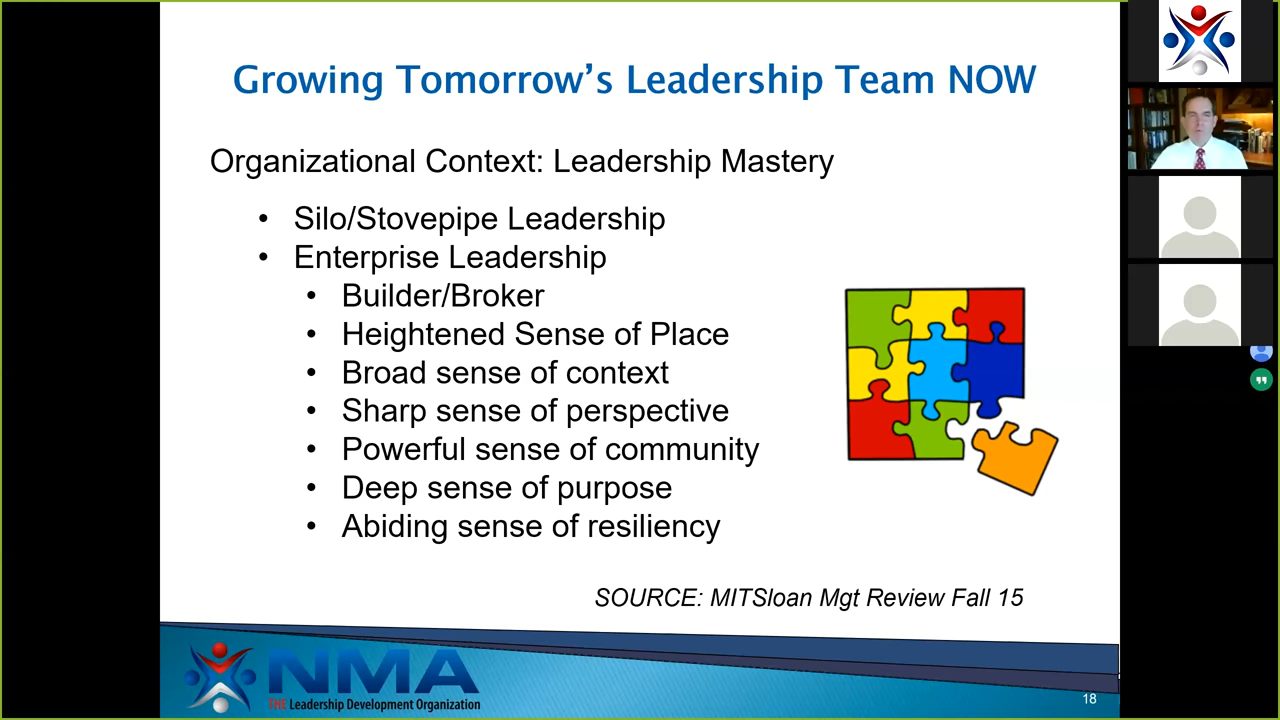 Growing Tomorrow's Leadership Team NOW
Organizational Context: Leadership Mastery
• Silo/Stovepipe Leadership
• Enterprise Leadership
• Builder/Broker
• Heightened Sense of Place
• Broad sense of context
• Sharp sense of perspective
• Powerful sense of community
• Deep sense of purpose
• Abiding sense of resiliency
SOURCE: MITSloan Mgt Review Fall 15
NMA
THE Leadership Development Organization
18